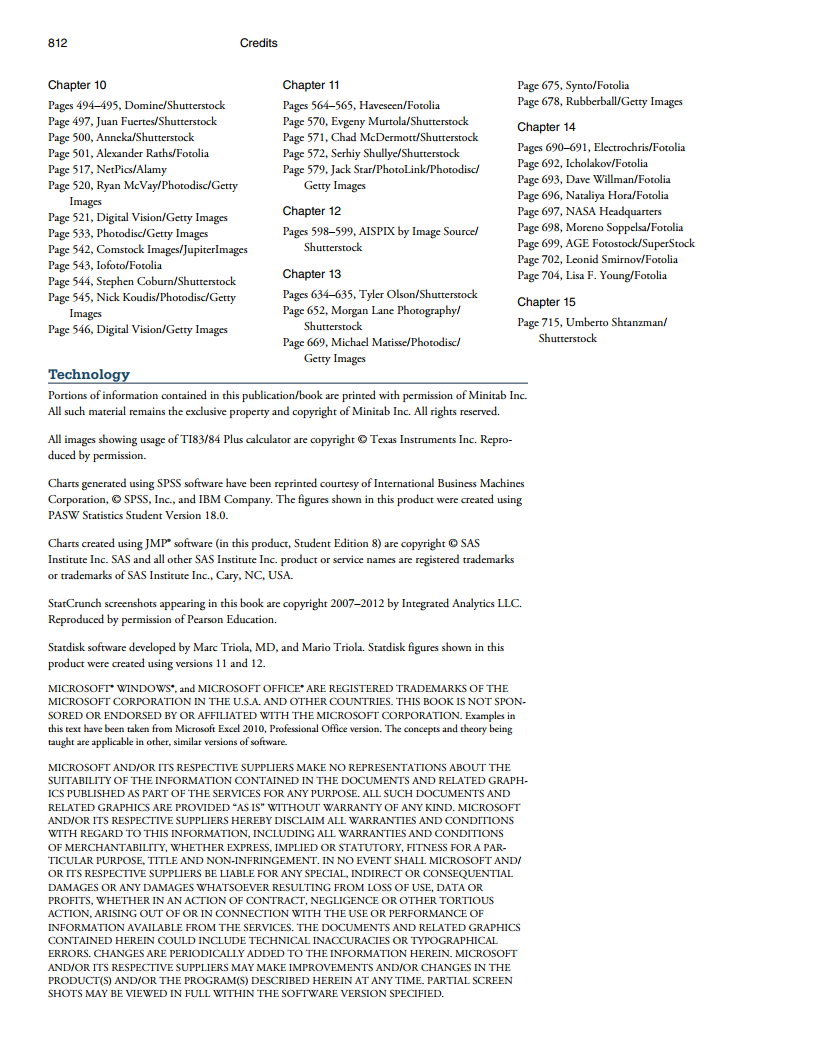 812
Credits
Chapter 10
Pages 494–495, Domine/Shutterstock
Page 497, Juan Fuertes/Shutterstock
Page 500, Anneka/Shutterstock
Page 501, Alexander Raths/Fotolia
Page 517, NetPics/Alamy
Page 520, Ryan McVay/Photodisc/Getty
Images
Page 521, Digital Vision/Getty Images
Page 533, Photodisc/Getty Images
Page 542, Comstock Images/JupiterImages
Page 543, Iofoto/Fotolia
Page 544, Stephen Coburn/Shutterstock
Page 545, Nick Koudis/Photodisc/Getty
Images
Page 546, Digital Vision/Getty Images
Chapter 11
Pages 564–565, Haveseen/Fotolia
Page 570, Evgeny Murtola/Shutterstock
Page 571, Chad McDermott/Shutterstock
Page 572, Serhiy Shullye/Shutterstock
Page 579, Jack Star/PhotoLink/Photodisc/
Getty Images
Chapter 12
Pages 598–599, AISPIX by Image Source/
Shutterstock
Chapter 13
Pages 634–635, Tyler Olson/Shutterstock
Page 652, Morgan Lane Photography/
Shutterstock
Page 669, Michael Matisse/Photodisc/
Getty Images
Page 675, Synto/Fotolia
Page 678, Rubberball/Getty Images
Chapter 14
Pages 690–691, Electrochris/Fotolia
Page 692, Icholakov/Fotolia
Page 693, Dave Willman/Fotolia
Page 696, Nataliya Hora/Fotolia
Page 697, NASA Headquarters
Page 698, Moreno Soppelsa/Fotolia
Page 699, AGE Fotostock/SuperStock
Page 702, Leonid Smirnov/Fotolia
Page 704, Lisa F. Young/Fotolia
Chapter 15
Page 715, Umberto Shtanzman/
Shutterstock
Technology
Portions of information contained in this publication/book are printed with permission of Minitab Inc.
All such material remains the exclusive property and copyright of Minitab Inc. All rights reserved.
All images showing usage of TI83/84 Plus calculator are copyright © Texas Instruments Inc. Repro-
duced by permission.
Charts generated using SPSS software have been reprinted courtesy of International Business Machines
Corporation, © SPSS, Inc., and IBM Company. The figures shown in this product were created using
PASW Statistics Student Version 18.0.
Charts created using JMP® software (in this product, Student Edition 8) are copyright © SAS
Institute Inc. SAS and all other SAS Institute Inc. product or service names are registered trademarks
or trademarks of SAS Institute Inc., Cary, NC, USA.
StatCrunch screenshots appearing in this book are copyright 2007–2012 by Integrated Analytics LLC.
Reproduced by permission of Pearson Education.
Statdisk software developed by Marc Triola, MD, and Mario Triola. Statdisk figures shown in this
product were created using versions 11 and 12.
MICROSOFT® WINDOWS®, and MICROSOFT OFFICE® ARE REGISTERED TRADEMARKS OF THE
MICROSOFT CORPORATION IN THE U.S.A. AND OTHER COUNTRIES. THIS BOOK IS NOT SPON-
SORED OR ENDORSED BY OR AFFILIATED WITH THE MICROSOFT CORPORATION. Examples in
this text have been taken from Microsoft Excel 2010, Professional Office version. The concepts and theory being
taught are applicable in other, similar versions of software.
MICROSOFT AND/OR ITS RESPECTIVE SUPPLIERS MAKE NO REPRESENTATIONS ABOUT THE
SUITABILITY OF THE INFORMATION CONTAINED IN THE DOCUMENTS AND RELATED GRAPH-
ICS PUBLISHED AS PART OF THE SERVICES FOR ANY PURPOSE. ALL SUCH DOCUMENTS AND
RELATED GRAPHICS ARE PROVIDED “AS IS” WITHOUT WARRANTY OF ANY KIND. MICROSOFT
AND/OR ITS RESPECTIVE SUPPLIERS HEREBY DISCLAIM ALL WARRANTIES AND CONDITIONS
WITH REGARD TO THIS INFORMATION, INCLUDING ALL WARRANTIES AND CONDITIONS
OF MERCHANTABILITY, WHETHER EXPRESS, IMPLIED OR STATUTORY, FITNESS FOR A PAR-
TICULAR PURPOSE, TITLE AND NON-INFRINGEMENT. IN NO EVENT SHALL MICROSOFT AND/
OR ITS RESPECTIVE SUPPLIERS BE LIABLE FOR ANY SPECIAL, INDIRECT OR CONSEQUENTIAL
DAMAGES OR ANY DAMAGES WHATSOEVER RESULTING FROM LOSS OF USE, DATA OR
PROFITS, WHETHER IN AN ACTION OF CONTRACT, NEGLIGENCE OR OTHER TORTIOUS
ACTION, ARISING OUT OF OR IN CONNECTION WITH THE USE OR PERFORMANCE OF
INFORMATION AVAILABLE FROM THE SERVICES. THE DOCUMENTS AND RELATED GRAPHICS
CONTAINED HEREIN COULD INCLUDE TECHNICAL INACCURACIES OR TYPOGRAPHICAL
ERRORS. CHANGES ARE PERIODICALLY ADDED TO THE INFORMATION HEREIN. MICROSOFT
AND/OR ITS RESPECTIVE SUPPLIERS MAY MAKE IMPROVEMENTS AND/OR CHANGES IN THE
PRODUCT(S) AND/OR THE PROGRAM(S) DESCRIBED HEREIN AT ANY TIME. PARTIAL SCREEN
SHOTS MAY BE VIEWED IN FULL WITHIN THE SOFTWARE VERSION SPECIFIED.